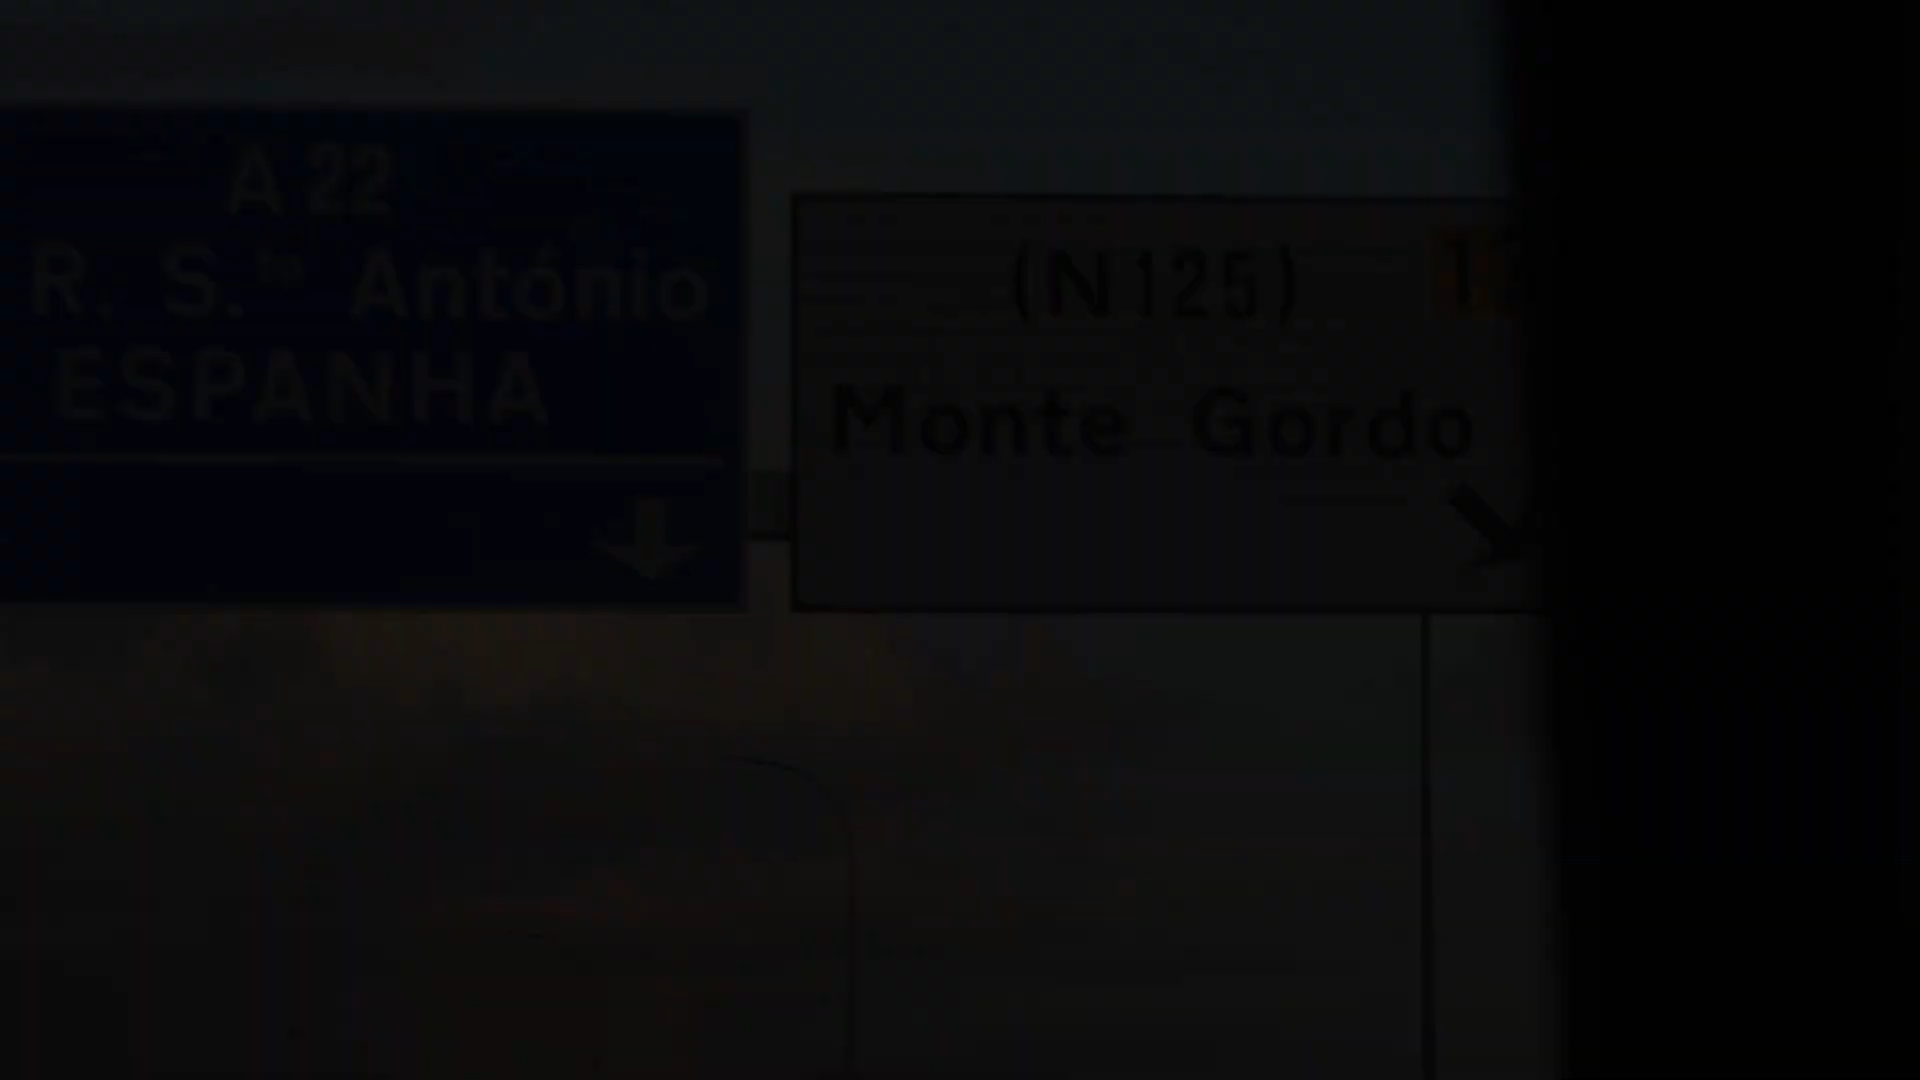 A 22
R. S.to António
ESPANHA
(N125)
Monte Gordo